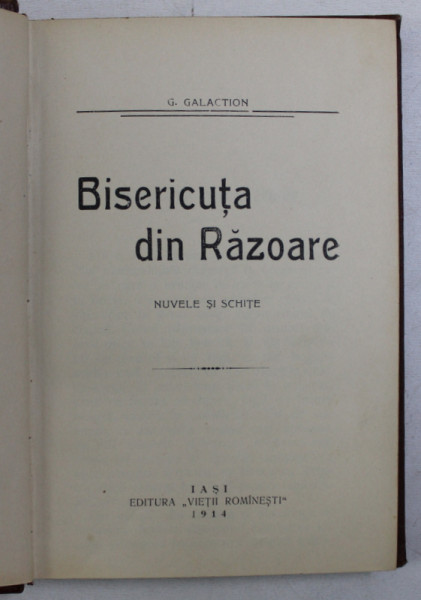 G. GALACTION
Bisericuța
din Răzoare
NUVELE ȘI SCHIȚE
IAȘI
EDITURA „VIEȚII ROMÎNEȘTI“
1914